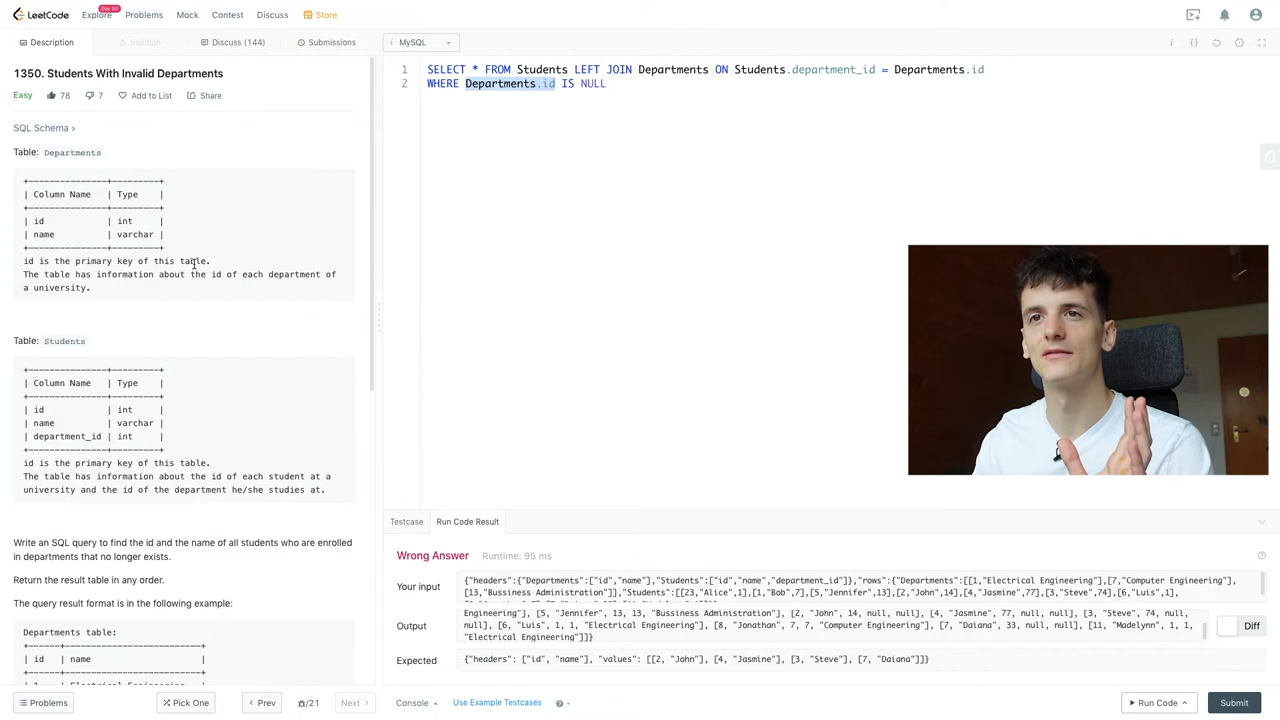 LeetCode
Explore
Day 30
Problems
Mock
Contest
Discuss
Store
Description
Solution
Discuss (144)
Submissions
i MySQL
1350. Students With Invalid Departments
Easy
78
7
Add to List
Share
SQL Schema >
Table: Departments
+---------------+---------+
| Column Name   | Type    |
+---------------+---------+
| id            | int     |
| name          | varchar |
+---------------+---------+
id is the primary key of this table.
The table has information about the id of each department of
a university.
Table: Students
+---------------+---------+
| Column Name   | Type    |
+---------------+---------+
| id            | int     |
| name          | varchar |
| department_id | int     |
+---------------+---------+
id is the primary key of this table.
The table has information about the id of each student at a
university and the id of the department he/she studies at.
Write an SQL query to find the id and the name of all students who are enrolled
in departments that no longer exists.
Return the result table in any order.
The query result format is in the following example:
Departments table:
+------+--------------------------+
| id   | name                     |
+------+--------------------------+
Problems
Pick One
Prev
/21
Next
1 SELECT * FROM Students LEFT JOIN Departments ON Students.department_id = Departments.id
2 WHERE Departments.id IS NULL
Testcase
Run Code Result
Wrong Answer
Runtime: 95 ms
Your input
{"headers":{"Departments":["id","name"],"Students":["id","name","department_id"]},"rows":{"Departments":[[1,"Electrical Engineering"],[7,"Computer Engineering"],
[13,"Bussiness Administration"]],"Students":[[23,"Alice",1],[1,"Bob",7],[5,"Jennifer",13],[2,"John",14],[4,"Jasmine",77],[3,"Steve",74],[6,"Luis",1],
Output
Engineering"], [5, "Jennifer", 13, 13, "Bussiness Administration"], [2, "John", 14, null, null], [4, "Jasmine", 77, null, null], [3, "Steve", 74, null,
null], [6, "Luis", 1, 1, "Electrical Engineering"], [8, "Jonathan", 7, 7, "Computer Engineering"], [7, "Daiana", 33, null, null], [11, "Madelynn", 1, 1,
"Electrical Engineering"]]}
Diff
Expected
{"headers": ["id", "name"], "values": [[2, "John"], [4, "Jasmine"], [3, "Steve"], [7, "Daiana"]]}
Console
Use Example Testcases
Run Code
Submit